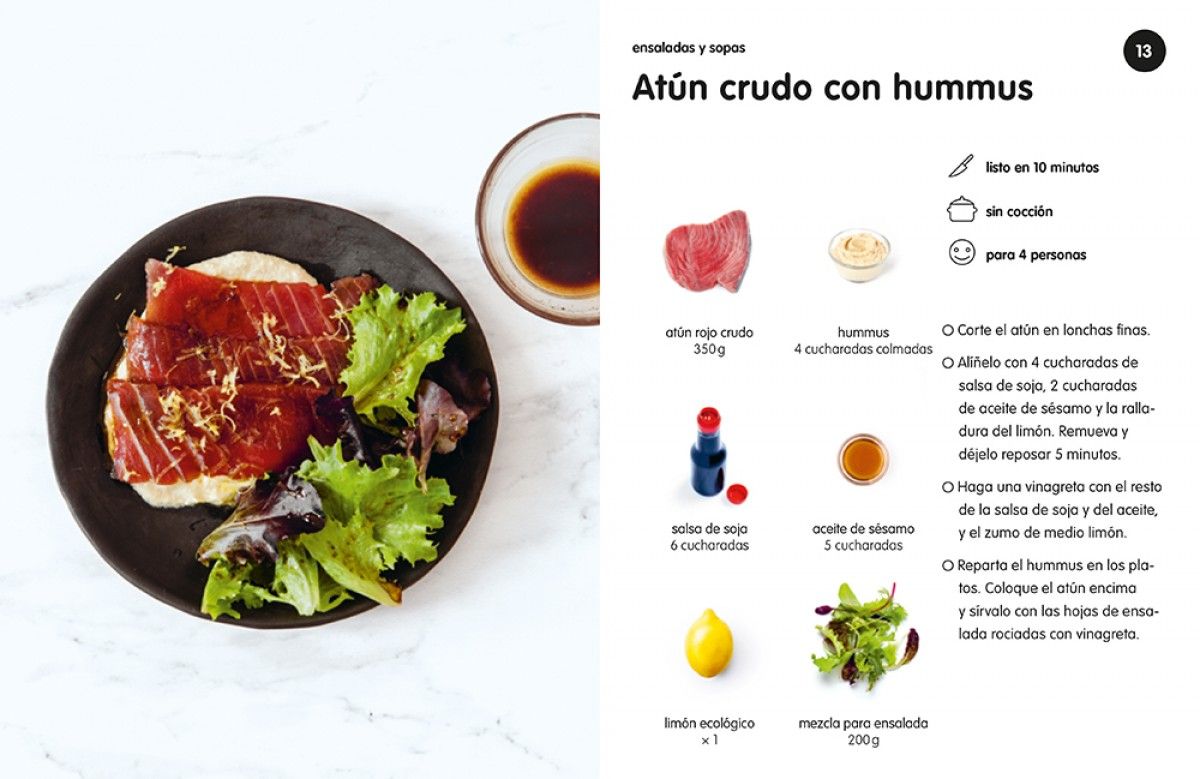 ensaladas y sopas
13
Atún crudo con hummus
listo en 10 minutos
sin cocción
para 4 personas
atún rojo crudo
350 g
hummus
4 cucharadas colmadas
salsa de soja
6 cucharadas
aceite de sésamo
5 cucharadas
limón ecológico
× 1
mezcla para ensalada
200 g
Corte el atún en lonchas finas.
Alíñelo con 4 cucharadas de
salsa de soja, 2 cucharadas
de aceite de sésamo y la ralla-
dura del limón. Remueva y
déjelo reposar 5 minutos.
Haga una vinagreta con el resto
de la salsa de soja y del aceite,
y el zumo de medio limón.
Reparta el hummus en los pla-
tos. Coloque el atún encima
y sírvalo con las hojas de ensa-
lada rociadas con vinagreta.